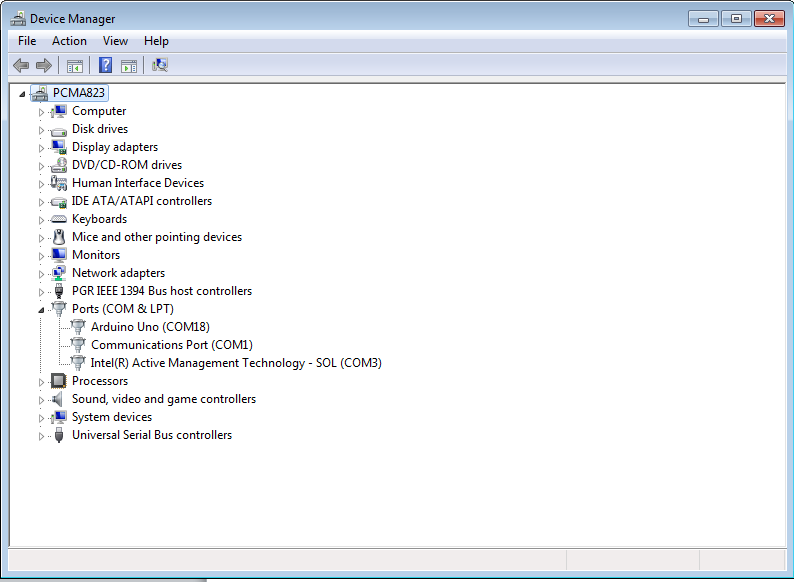 Device Manager
File Action View Help
PCMA823
Computer
Disk drives
Display adapters
DVD/CD-ROM drives
Human Interface Devices
IDE ATA/ATAPI controllers
Keyboards
Mice and other pointing devices
Monitors
Network adapters
PGR IEEE 1394 Bus host controllers
Ports (COM & LPT)
Arduino Uno (COM18)
Communications Port (COM1)
Intel(R) Active Management Technology - SOL (COM3)
Processors
Sound, video and game controllers
System devices
Universal Serial Bus controllers